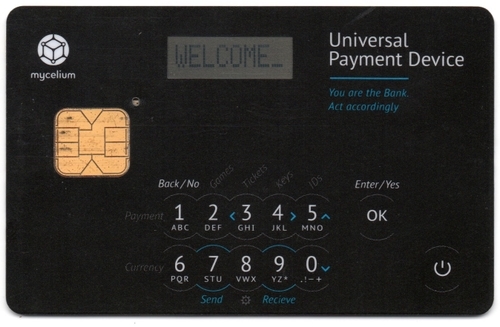 mycelium
WELCOME_
Universal
Payment Device
You are the Bank.
Act accordingly
Back/No Games Tickets Keys IDs Enter/Yes
Payment 1 2 < 3 4 > 5 ^ OK
ABC DEF GHI JKL MNO
Currency 6 7 8 9 0
PQR STU VWX YZ* .!-+
Send Recieve